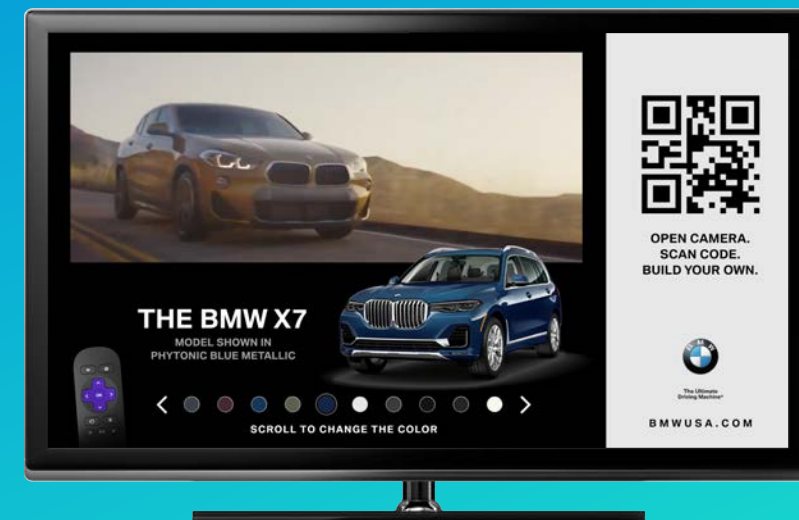 THE BMW X7
MODEL SHOWN IN
PHYTONIC BLUE METALLIC
SCROLL TO CHANGE THE COLOR
OPEN CAMERA.
SCAN CODE.
BUILD YOUR OWN.
BMW
The Ultimate
Driving Machine®
BMWUSA.COM